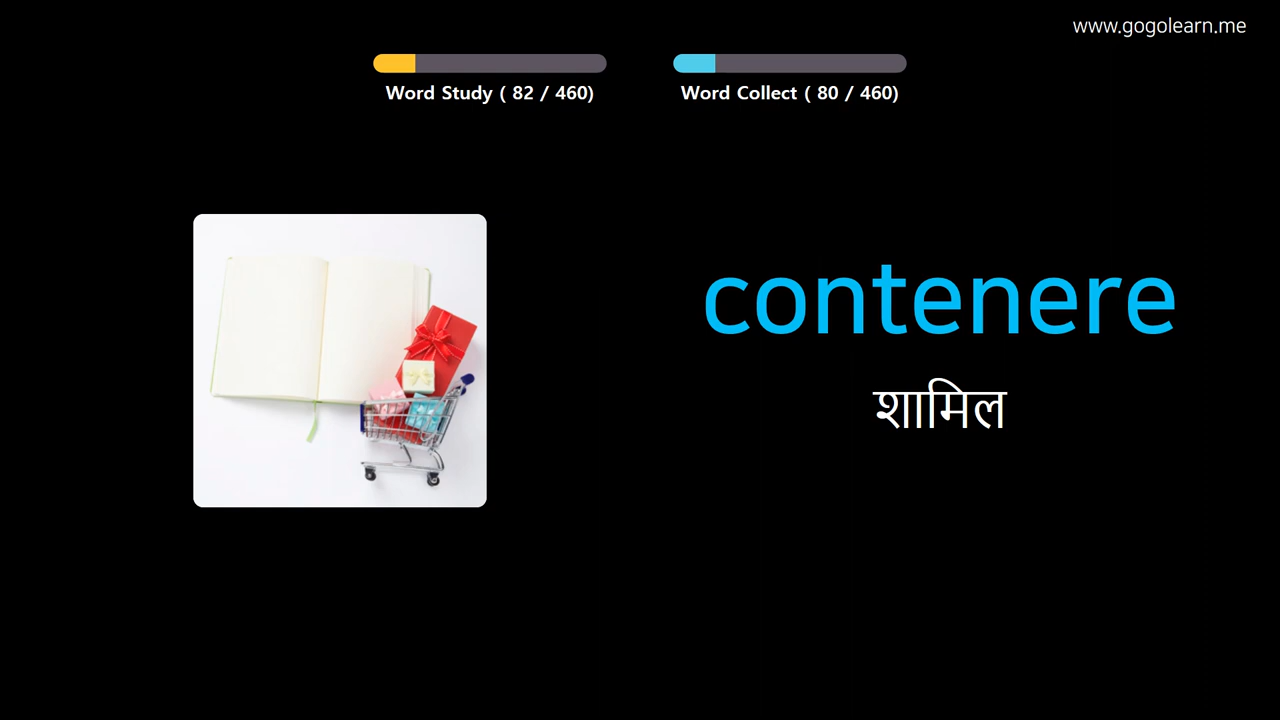 www.gogolearn.me
Word Study ( 82 / 460)
Word Collect ( 80 / 460)
contenere
शामिल